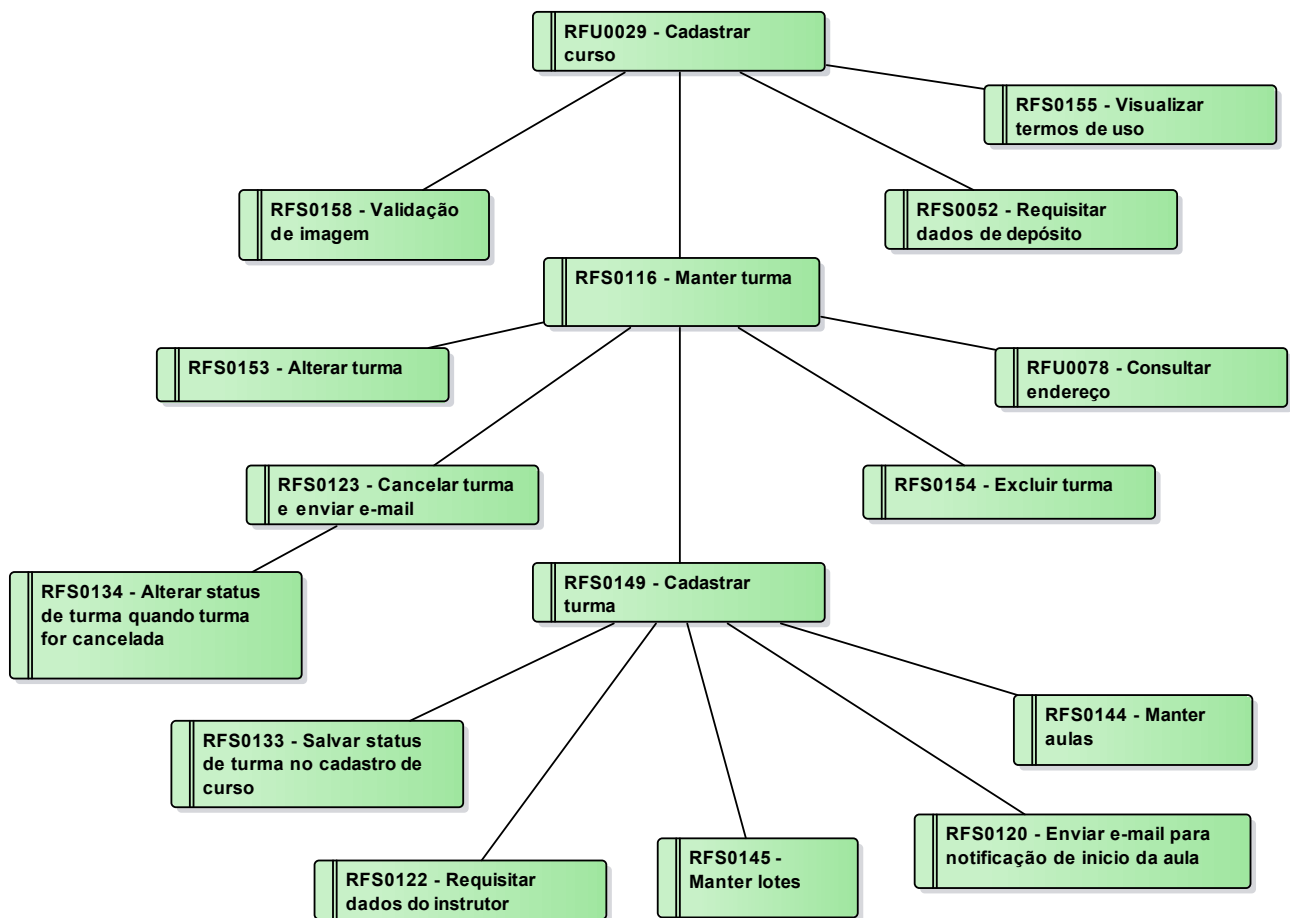 RFU0029 - Cadastrar
curso
RFS0155 - Visualizar
termos de uso
RFS0158 - Validação
de imagem
RFS0052 - Requisitar
dados de depósito
RFS0116 - Manter turma
RFS0153 - Alterar turma
RFU0078 - Consultar
endereço
RFS0123 - Cancelar turma
e enviar e-mail
RFS0154 - Excluir turma
RFS0134 - Alterar status
de turma quando turma
for cancelada
RFS0149 - Cadastrar
turma
RFS0133 - Salvar status
de turma no cadastro de
curso
RFS0144 - Manter
aulas
RFS0120 - Enviar e-mail para
notificação de inicio da aula
RFS0145 -
Manter lotes
RFS0122 - Requisitar
dados do instrutor